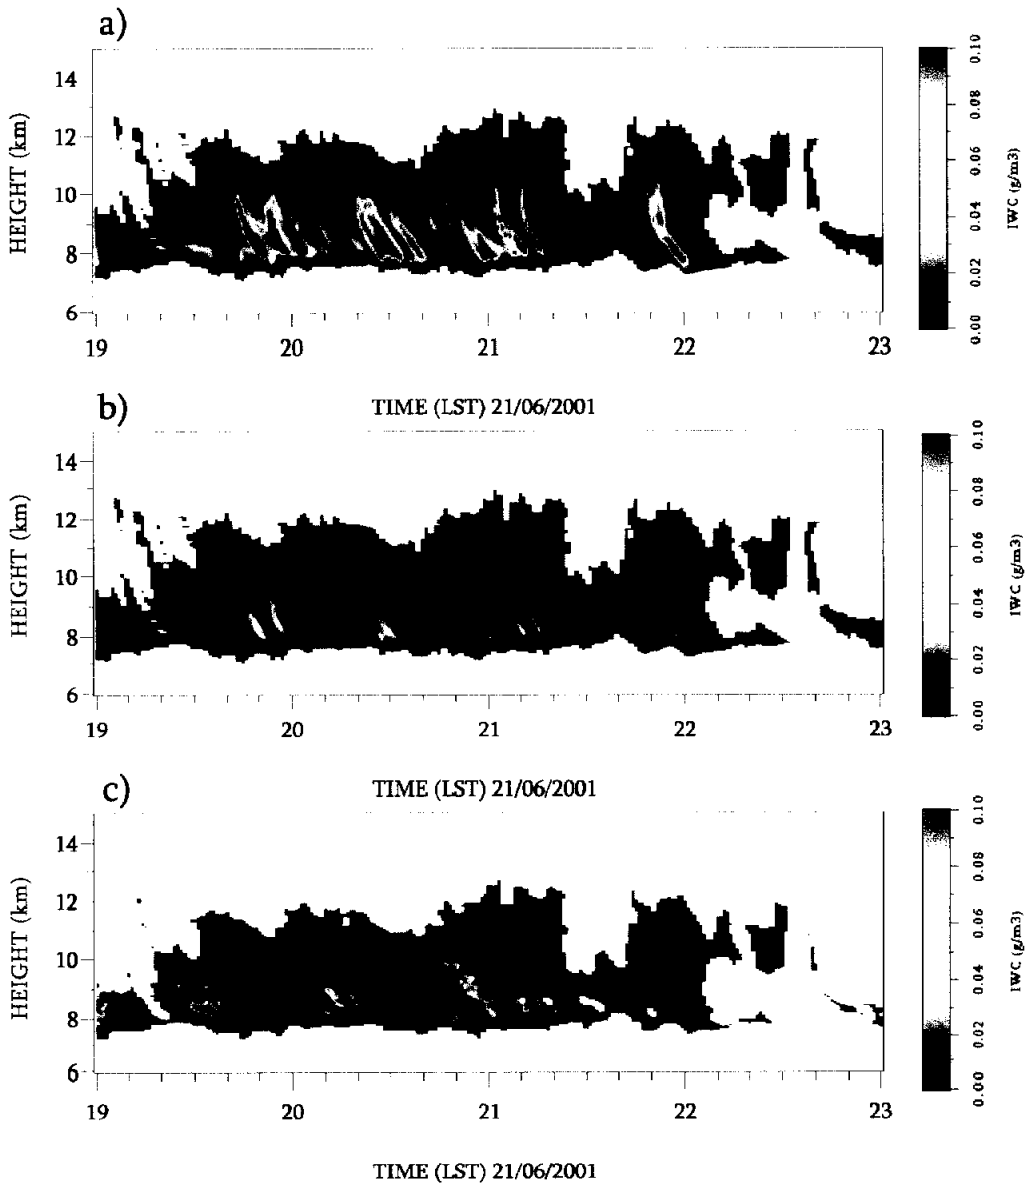 a)
14
12
10
8
6
HEIGHT (km)
19 20 21 22 23
TIME (LST) 21/06/2001
0.10
0.08
0.06
0.04
0.02
0.00
IWC (g/m3)
b)
14
12
10
8
6
HEIGHT (km)
19 20 21 22 23
TIME (LST) 21/06/2001
0.10
0.08
0.06
0.04
0.02
0.00
IWC (g/m3)
c)
14
12
10
8
6
HEIGHT (km)
19 20 21 22 23
TIME (LST) 21/06/2001
0.10
0.08
0.06
0.04
0.02
0.00
IWC (g/m3)